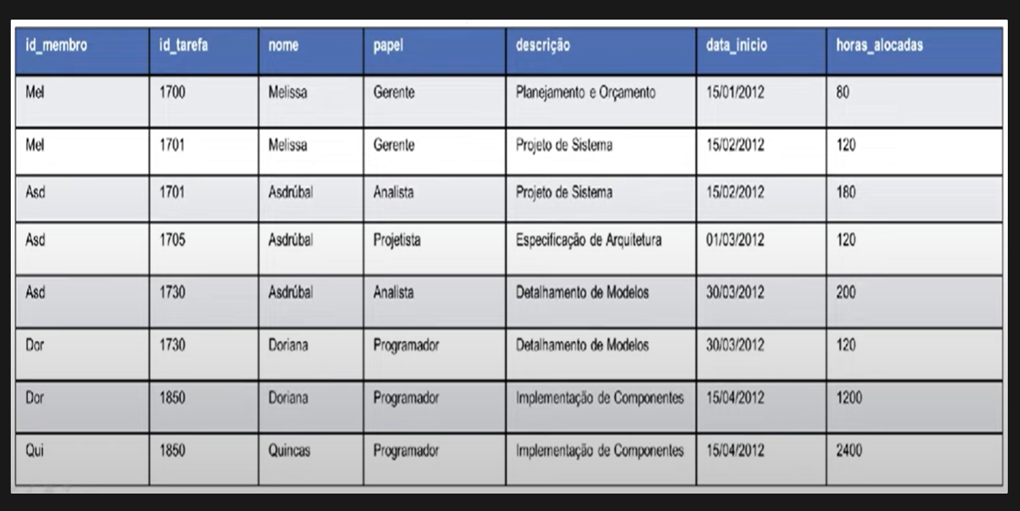 id_membro id_tarefa nome papel descrição data_inicio horas_alocadas
Mel 1700 Melissa Gerente Planejamento e Orçamento 15/01/2012 80
Mel 1701 Melissa Gerente Projeto de Sistema 15/02/2012 120
Asd 1701 Asdrúbal Analista Projeto de Sistema 15/02/2012 180
Asd 1705 Asdrúbal Projetista Especificação de Arquitetura 01/03/2012 120
Asd 1730 Asdrúbal Analista Detalhamento de Modelos 30/03/2012 200
Dor 1730 Doriana Programador Detalhamento de Modelos 30/03/2012 120
Dor 1850 Doriana Programador Implementação de Componentes 15/04/2012 1200
Qui 1850 Quincas Programador Implementação de Componentes 15/04/2012 2400